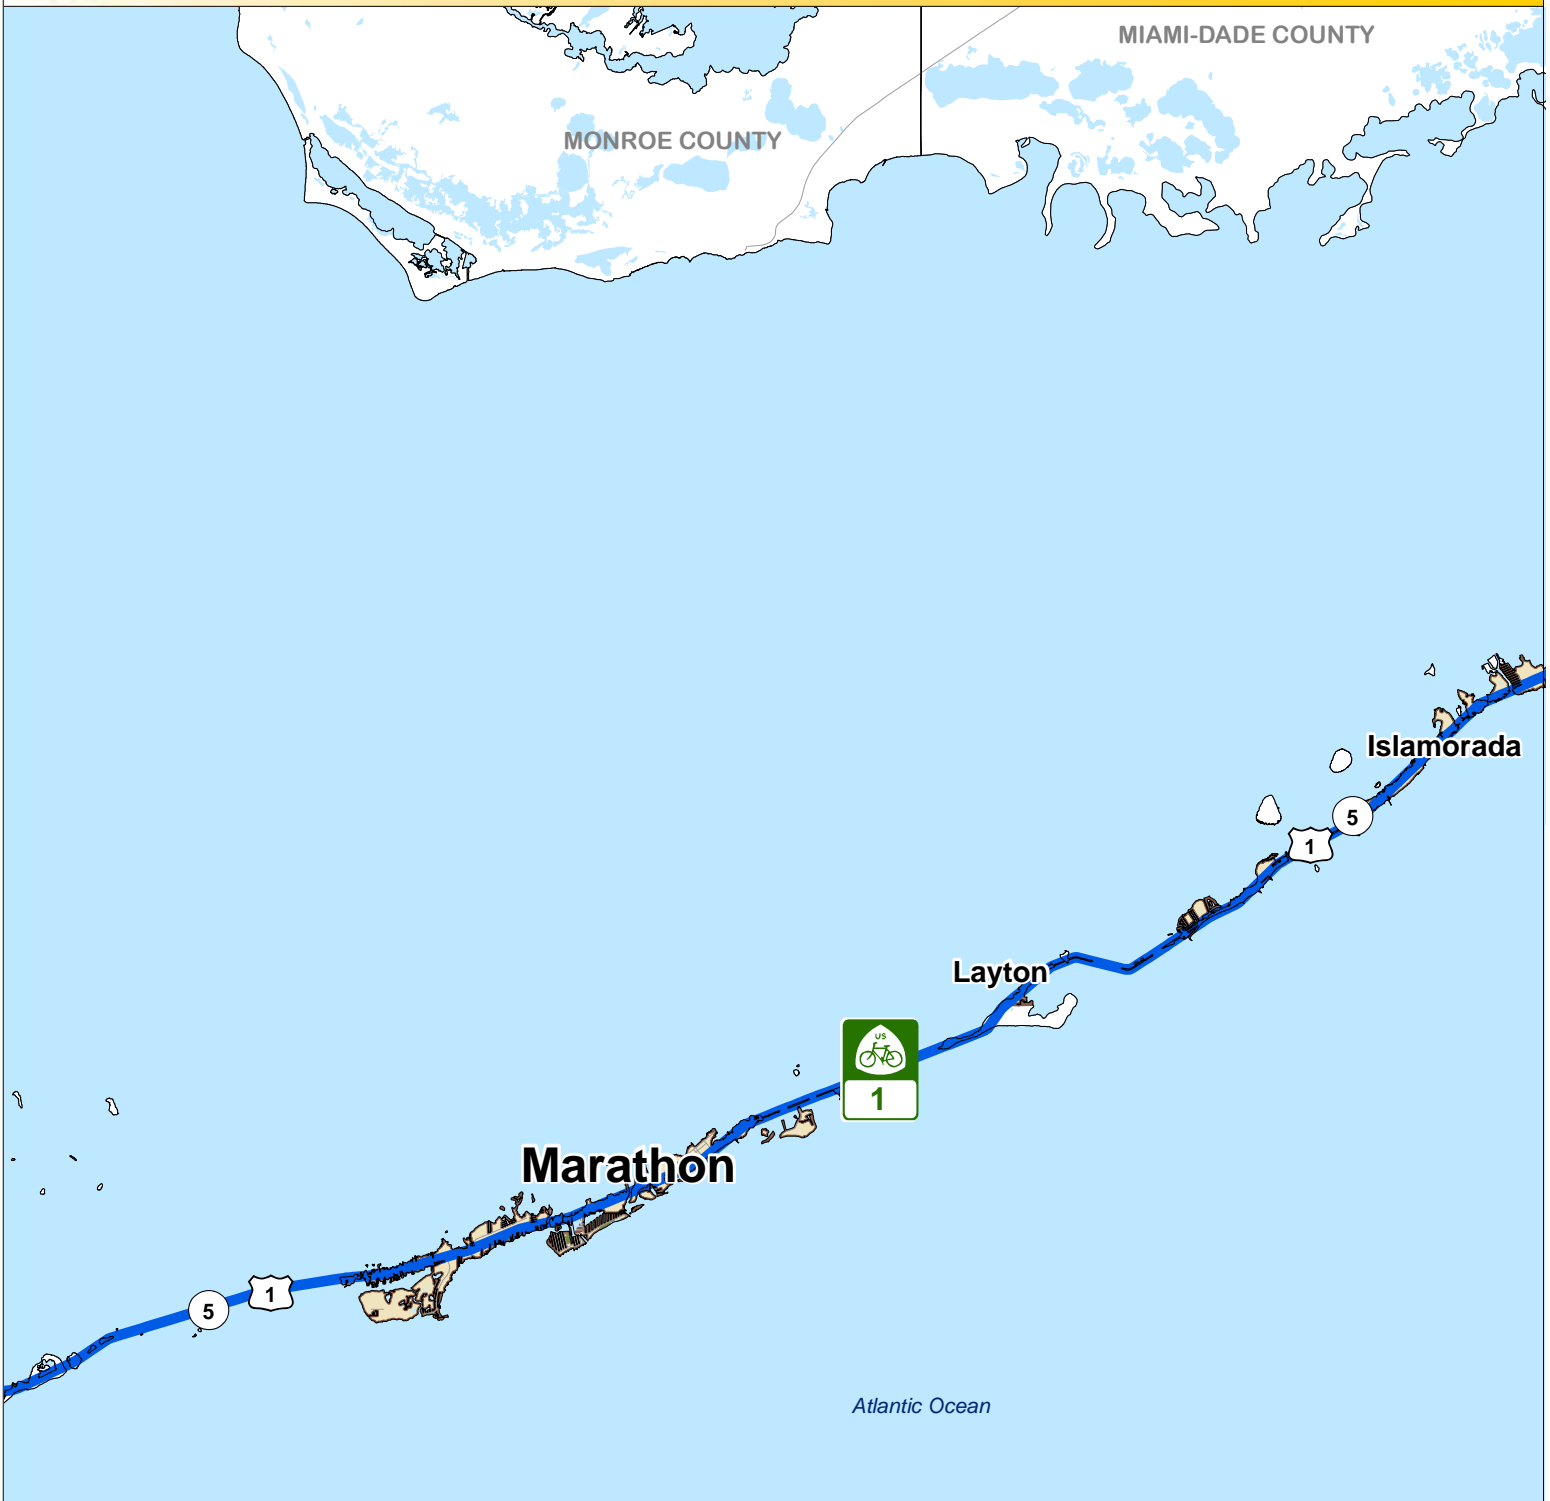 MIAMI-DADE COUNTY
MONROE COUNTY
Islamorada
5
1
Layton
US
1
Marathon
1
5
Atlantic Ocean